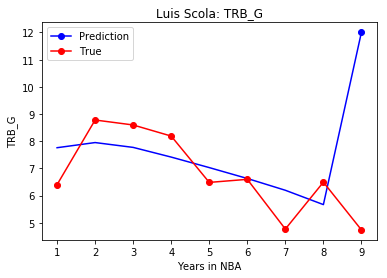 Luis Scola: TRB_G
Prediction
True
TRB_G
12
11
10
9
8
7
6
5
1 2 3 4 5 6 7 8 9
Years in NBA